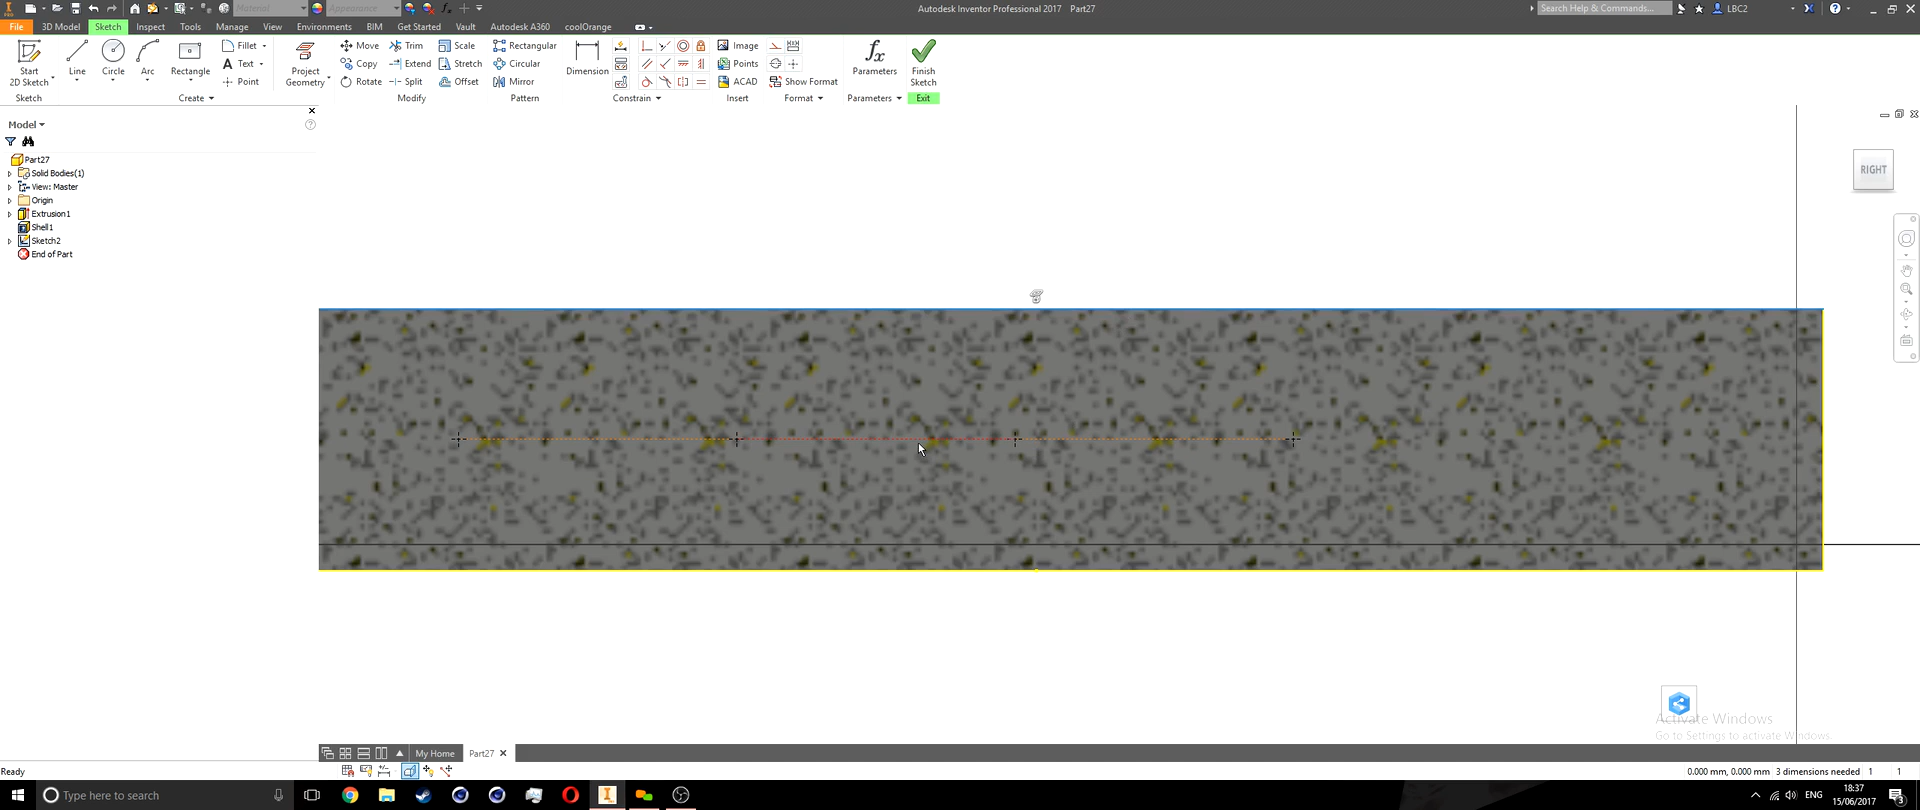 Material
Appearance
Autodesk Inventor Professional 2017 Part27
Search Help & Commands...
LBC2
File
3D Model
Sketch
Inspect
Tools
Manage
View
Environments
BIM
Get Started
Vault
Autodesk A360
coolOrange
Start
2D Sketch
Line
Circle
Arc
Rectangle
Fillet
Text
Point
Project
Geometry
Move
Copy
Rotate
Trim
Extend
Split
Scale
Stretch
Offset
Rectangular
Circular
Mirror
Dimension
Image
Points
ACAD
Show Format
Parameters
Finish
Sketch
Sketch
Create
Modify
Pattern
Constrain
Insert
Format
Parameters
Exit
Model
Part27
Solid Bodies(1)
View: Master
Origin
Extrusion1
Shell1
Sketch2
End of Part
RIGHT
Activate Windows
Go to Settings to activate Windows.
My Home
Part27
Ready
0.000 mm, 0.000 mm 3 dimensions needed 1 1
Type here to search
ENG
18:37
15/06/2017